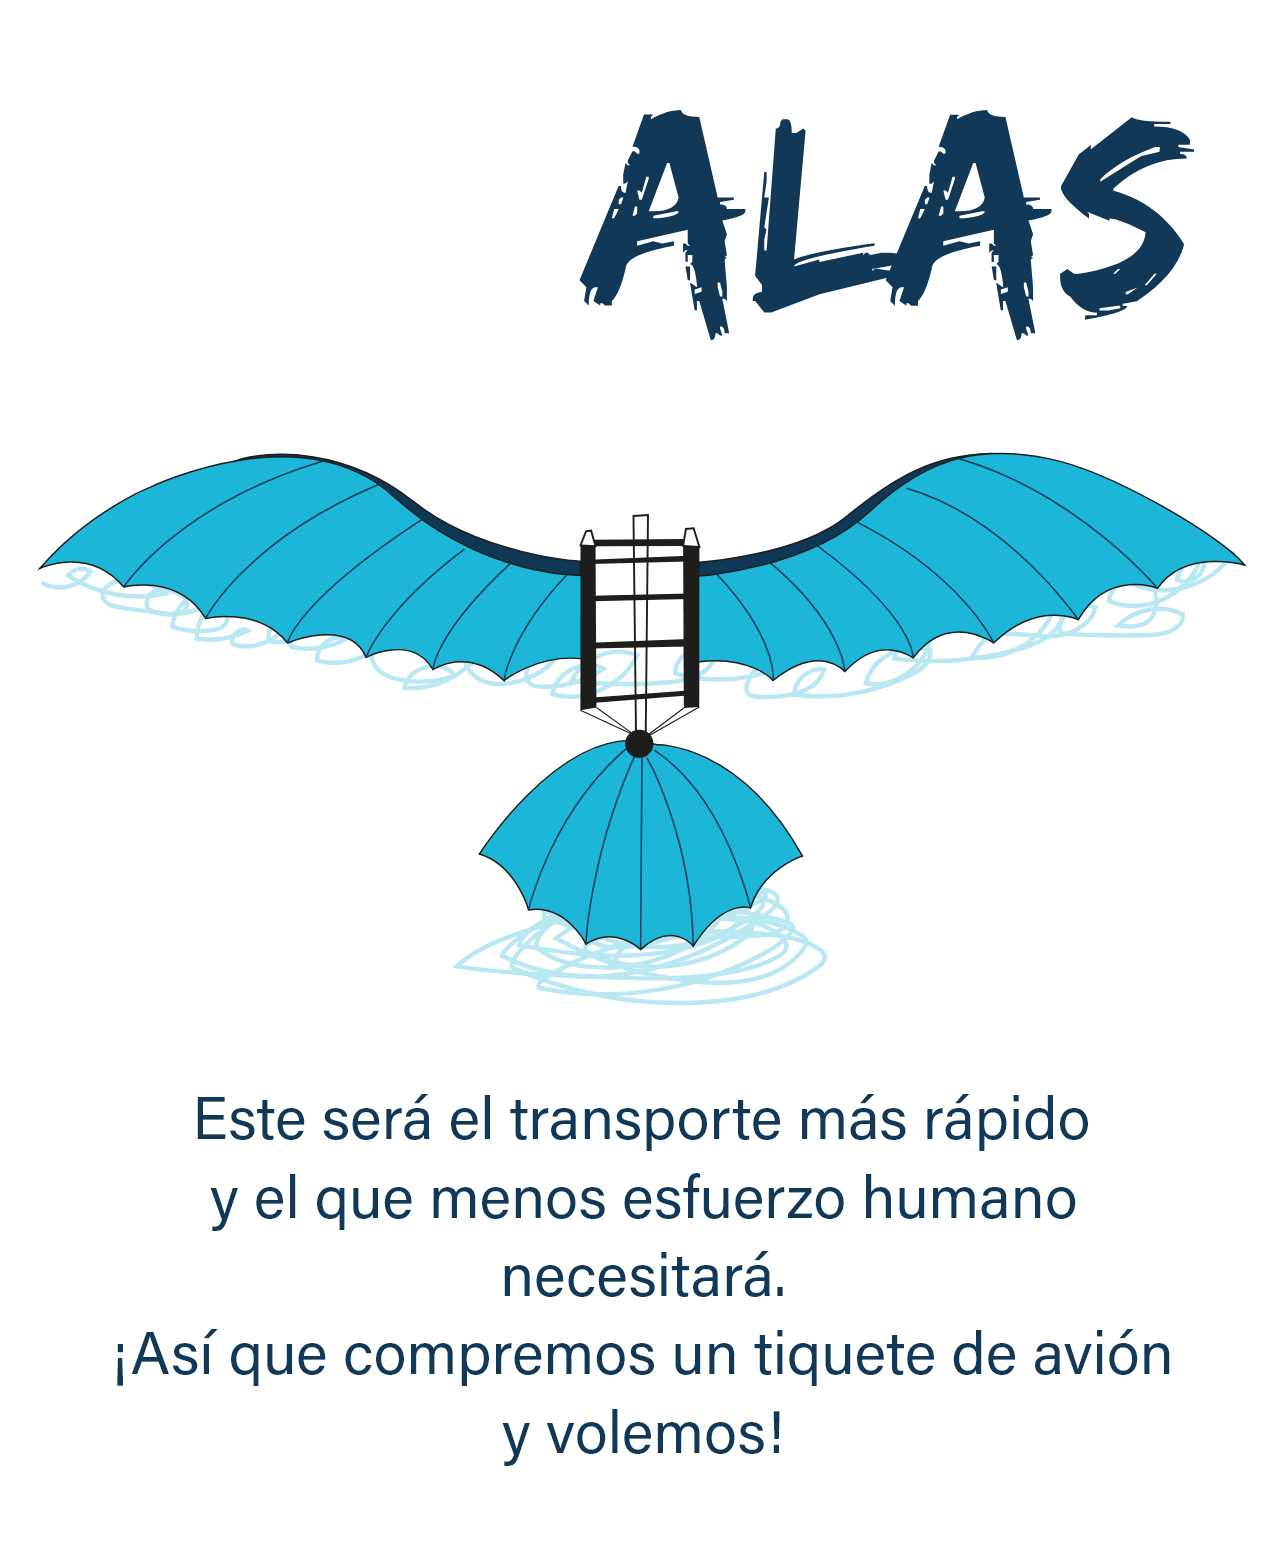 ALAS
Este será el transporte más rápido
y el que menos esfuerzo humano
necesitará.
¡Así que compremos un tiquete de avión
y volemos!